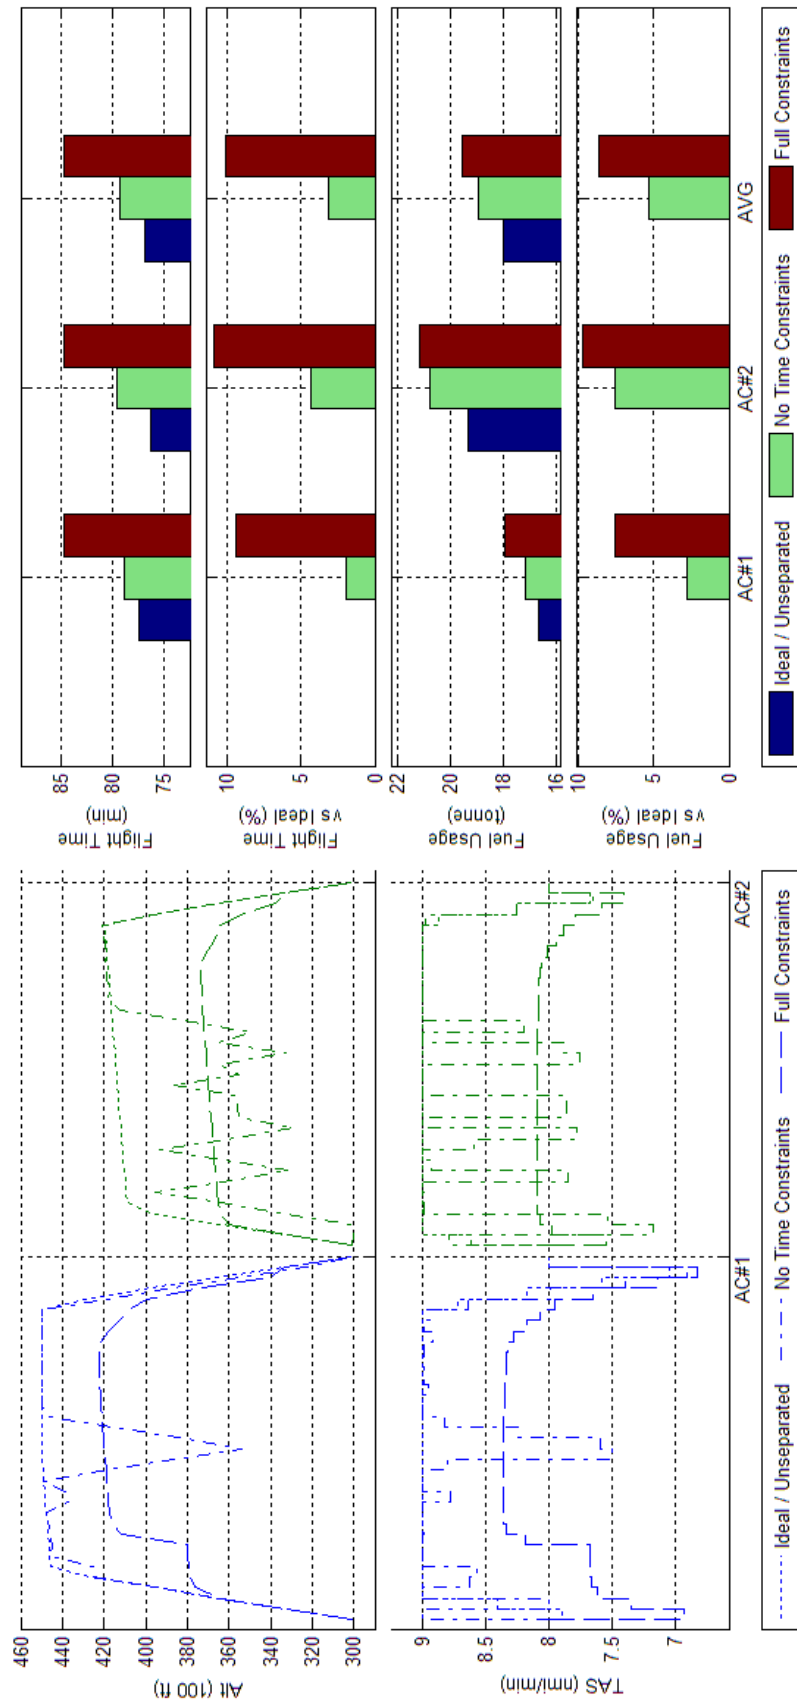 460
440
420
400
380
360
340
320
300
Alt (100 ft)
9
8.5
8
7.5
7
TAS (nmi/min)
AC#1
AC#2
Ideal / Unseparated
No Time Constraints
Full Constraints
85
80
75
Flight Time
(min)
10
5
0
Flight Time
vs Ideal (%)
22
20
18
16
Fuel Usage
(tonne)
10
5
0
Fuel Usage
vs Ideal (%)
AC#1
AC#2
AVG
Ideal / Unseparated
No Time Constraints
Full Constraints